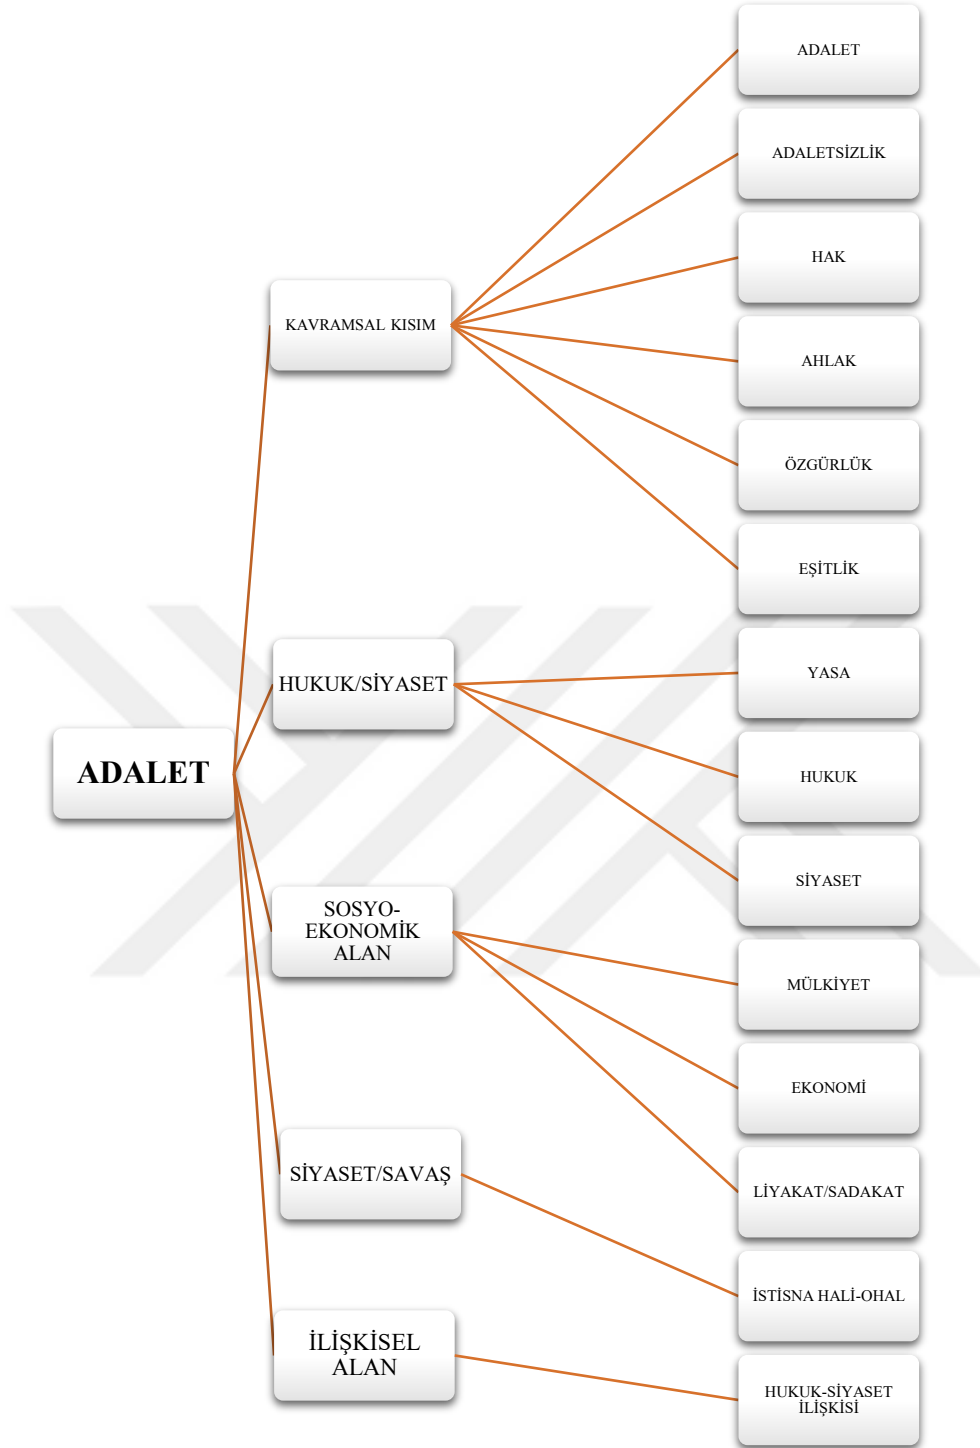 ADALET
KAVRAMSAL KISIM
ADALET
ADALETSİZLİK
HAK
AHLAK
ÖZGÜRLÜK
EŞİTLİK
HUKUK/SİYASET
YASA
HUKUK
SİYASET
SOSYO-
EKONOMİK
ALAN
MÜLKİYET
EKONOMİ
LİYAKAT/SADAKAT
SİYASET/SAVAŞ
İSTİSNA HALİ-OHAL
İLİŞKİSEL
ALAN
HUKUK-SİYASET
İLİŞKİSİ